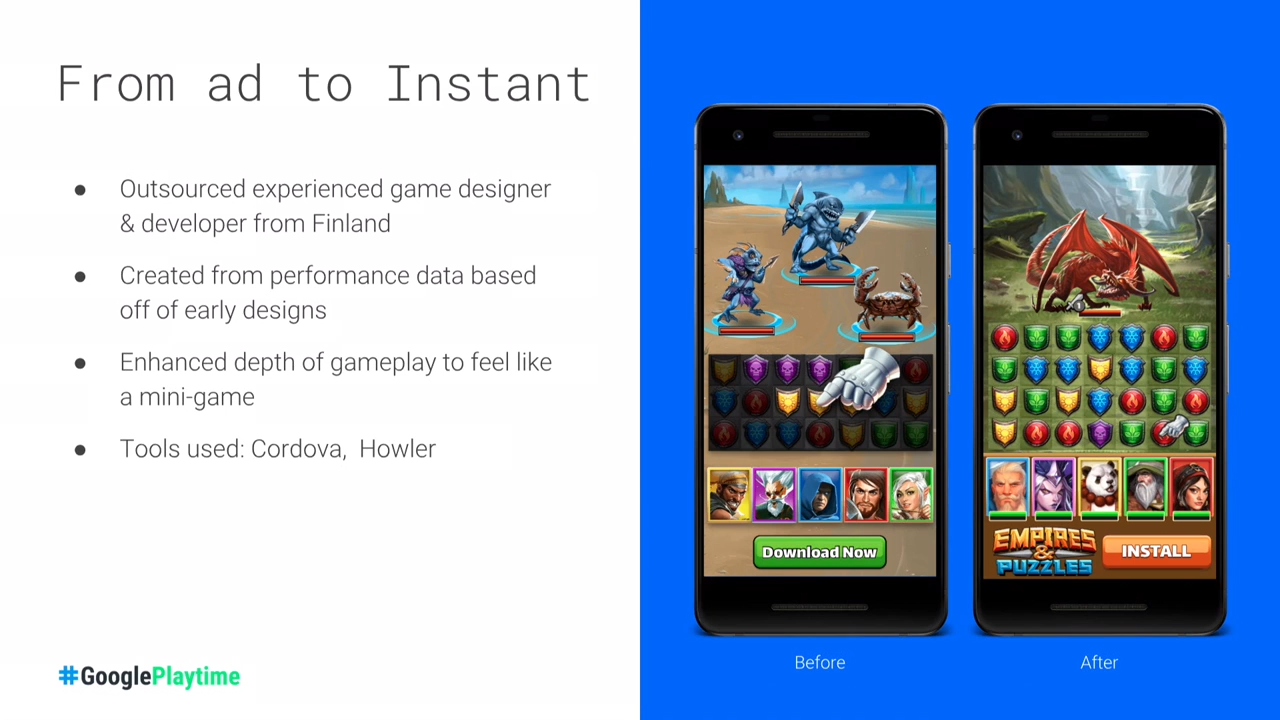 From ad to Instant
● Outsourced experienced game designer
& developer from Finland
● Created from performance data based
off of early designs
● Enhanced depth of gameplay to feel like
a mini-game
● Tools used: Cordova, Howler
#GooglePlaytime
Download Now
Before
EMPIRES
&
PUZZLES
INSTALL
After